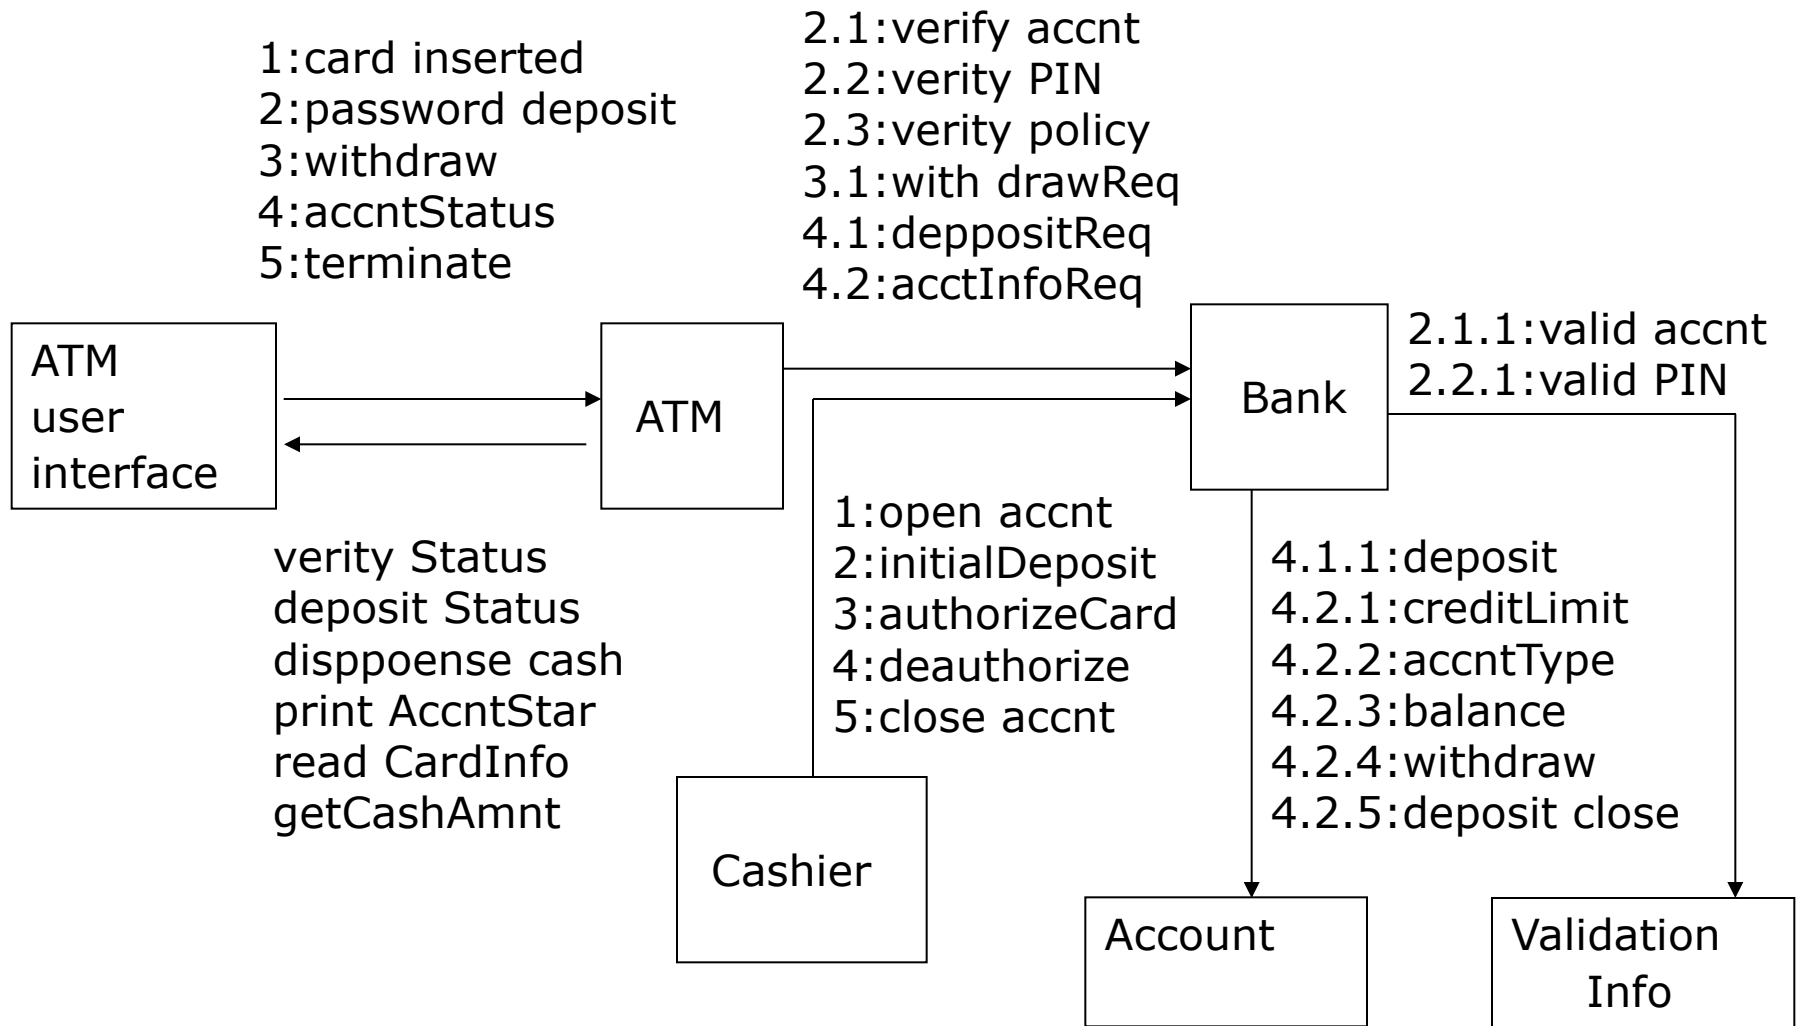 1:card inserted
2:password deposit
3:withdraw
4:accntStatus
5:terminate
2.1:verify accnt
2.2:verity PIN
2.3:verity policy
3.1:with drawReq
4.1:deppositReq
4.2:acctInfoReq
ATM
user
interface
ATM
Bank
2.1.1:valid accnt
2.2.1:valid PIN
verity Status
deposit Status
disppoense cash
print AccntStar
read CardInfo
getCashAmnt
1:open accnt
2:initialDeposit
3:authorizeCard
4:deauthorize
5:close accnt
4.1.1:deposit
4.2.1:creditLimit
4.2.2:accntType
4.2.3:balance
4.2.4:withdraw
4.2.5:deposit close
Cashier
Account
Validation
Info